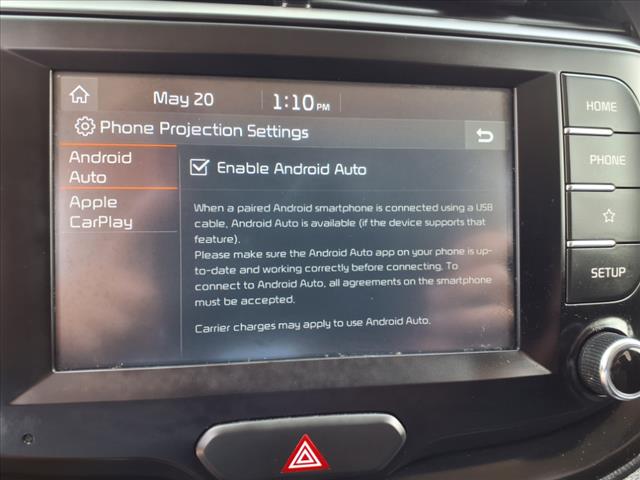 May 20
1:10 PM
Phone Projection Settings
Android
Auto
Apple
CarPlay
Enable Android Auto
When a paired Android smartphone is connected using a USB
cable, Android Auto is available (if the device supports that
feature).
Please make sure the Android Auto app on your phone is up-
to-date and working correctly before connecting. To
connect to Android Auto, all agreements on the smartphone
must be accepted.
Carrier charges may apply to use Android Auto.
HOME
PHONE
SETUP